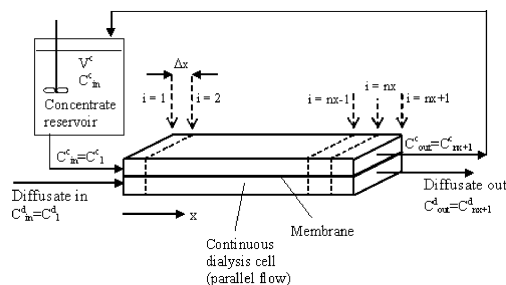 V^c
C^c_in
Concentrate
reservoir
Δx
i = 1
i = 2
i = nx-1
i = nx
i = nx+1
C^c_in=C^c_1
C^c_out=C^c_nx+1
Diffusate in
C^d_in=C^d_1
Diffusate out
C^d_out=C^d_nx+1
x
Membrane
Continuous
dialysis cell
(parallel flow)